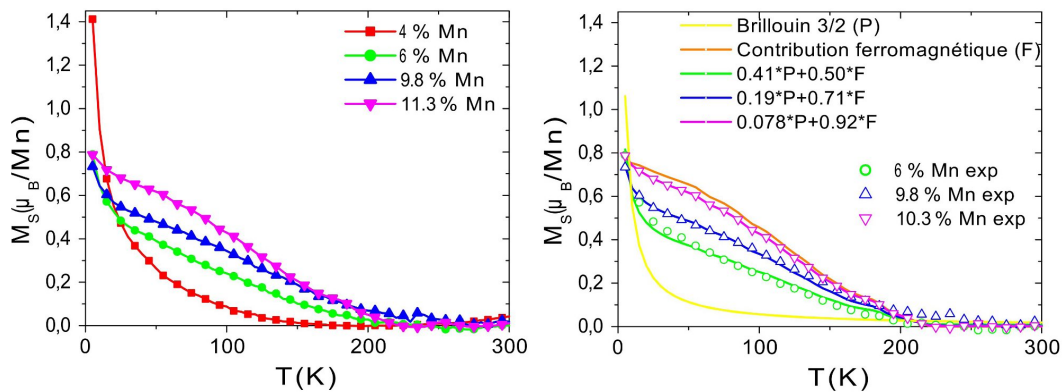 1,4
1,2
1,0
0,8
0,6
0,4
0,2
0,0
M_S(μ_B/Mn)
0 100 200 300
T(K)
4 % Mn
6 % Mn
9.8 % Mn
11.3 % Mn
1,4
1,2
1,0
0,8
0,6
0,4
0,2
0,0
M_S(μ_B/Mn)
0 100 200 300
T(K)
Brillouin 3/2 (P)
Contribution ferromagnétique (F)
0.41*P+0.50*F
0.19*P+0.71*F
0.078*P+0.92*F
6 % Mn exp
9.8 % Mn exp
10.3 % Mn exp